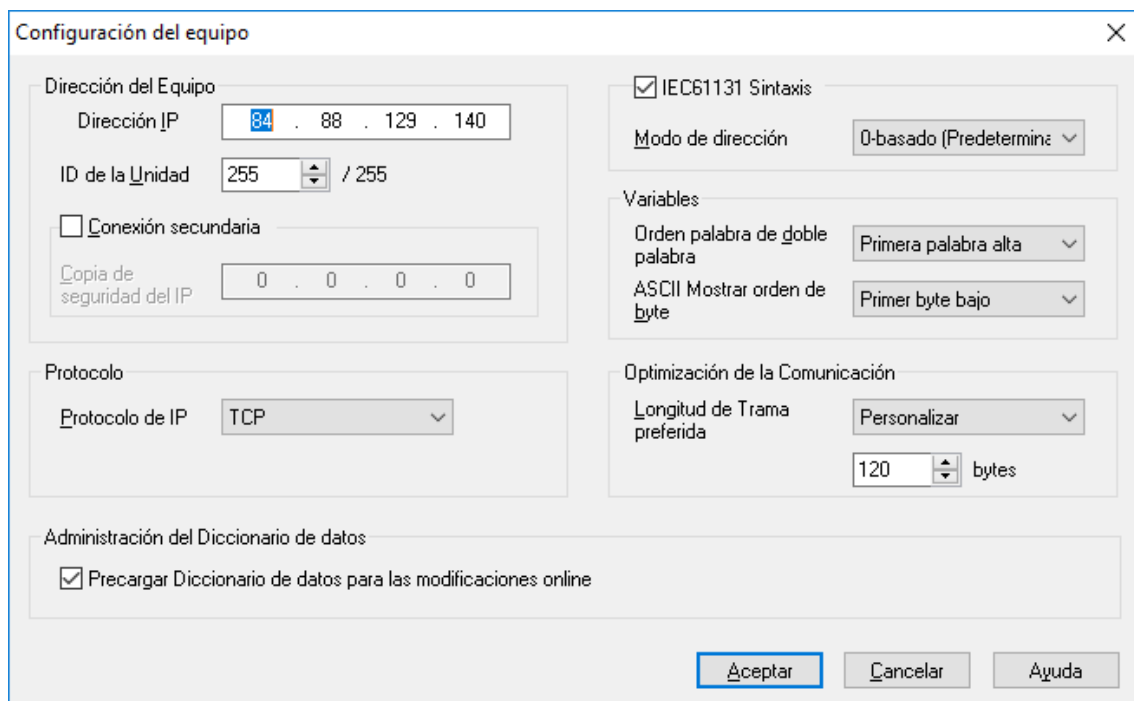 Configuración del equipo
Dirección del Equipo
Dirección IP 84 . 88 . 129 . 140
ID de la Unidad 255 / 255
Conexión secundaria
Copia de
seguridad del IP 0 . 0 . 0 . 0
Protocolo
Protocolo de IP TCP
IEC61131 Sintaxis
Modo de dirección 0-basado (Predetermina
Variables
Orden palabra de doble
palabra Primera palabra alta
ASCII Mostrar orden de
byte Primer byte bajo
Optimización de la Comunicación
Longitud de Trama
preferida Personalizar
120 bytes
Administración del Diccionario de datos
Precargar Diccionario de datos para las modificaciones online
Aceptar Cancelar Ayuda